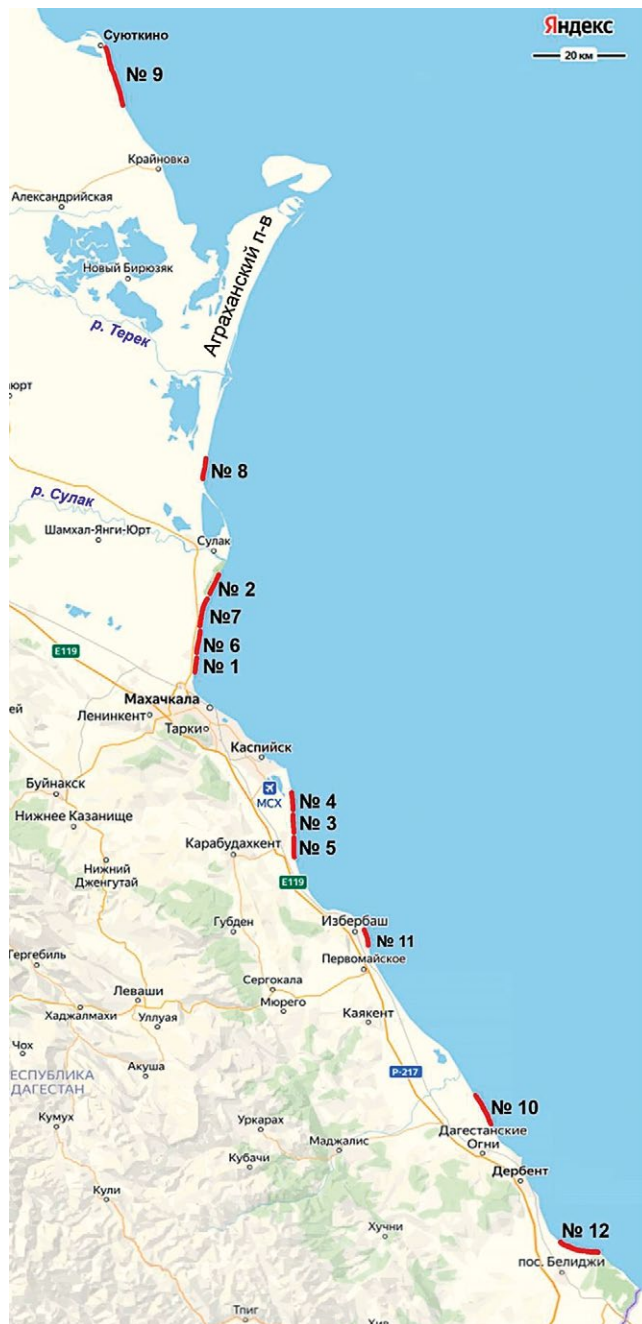 Яндекс
20 км
Суюткино
№ 9
Крайновка
Александрийская
Новый Бирюзяк
Аграханский п-в
р. Терек
юрт
№ 8
р. Сулак
Шамхал-Янги-Юрт
Сулак
№ 2
№7
№ 6
E119
№ 1
Махачкала
ей
Ленинкент
Тарки
Каспийск
Буйнакск
МСХ
№ 4
Нижнее Казанище
№ 3
Карабудахкент
№ 5
Нижний
Дженгутай
E119
Губден
Избербаш
№ 11
Гергебиль
Первомайское
Сергокала
Леваши
Мюрего
Хаджалмахи
Уллуая
Каякент
Чох
Акуша
Р-217
ЕСПУБЛИКА
ДАГЕСТАН
№ 10
Кумух
Уркарах
Дагестанские
Огни
Маджалис
Кубачи
Дербент
Кули
Хучни
№ 12
пос. Белиджи
Тпиг
Хив